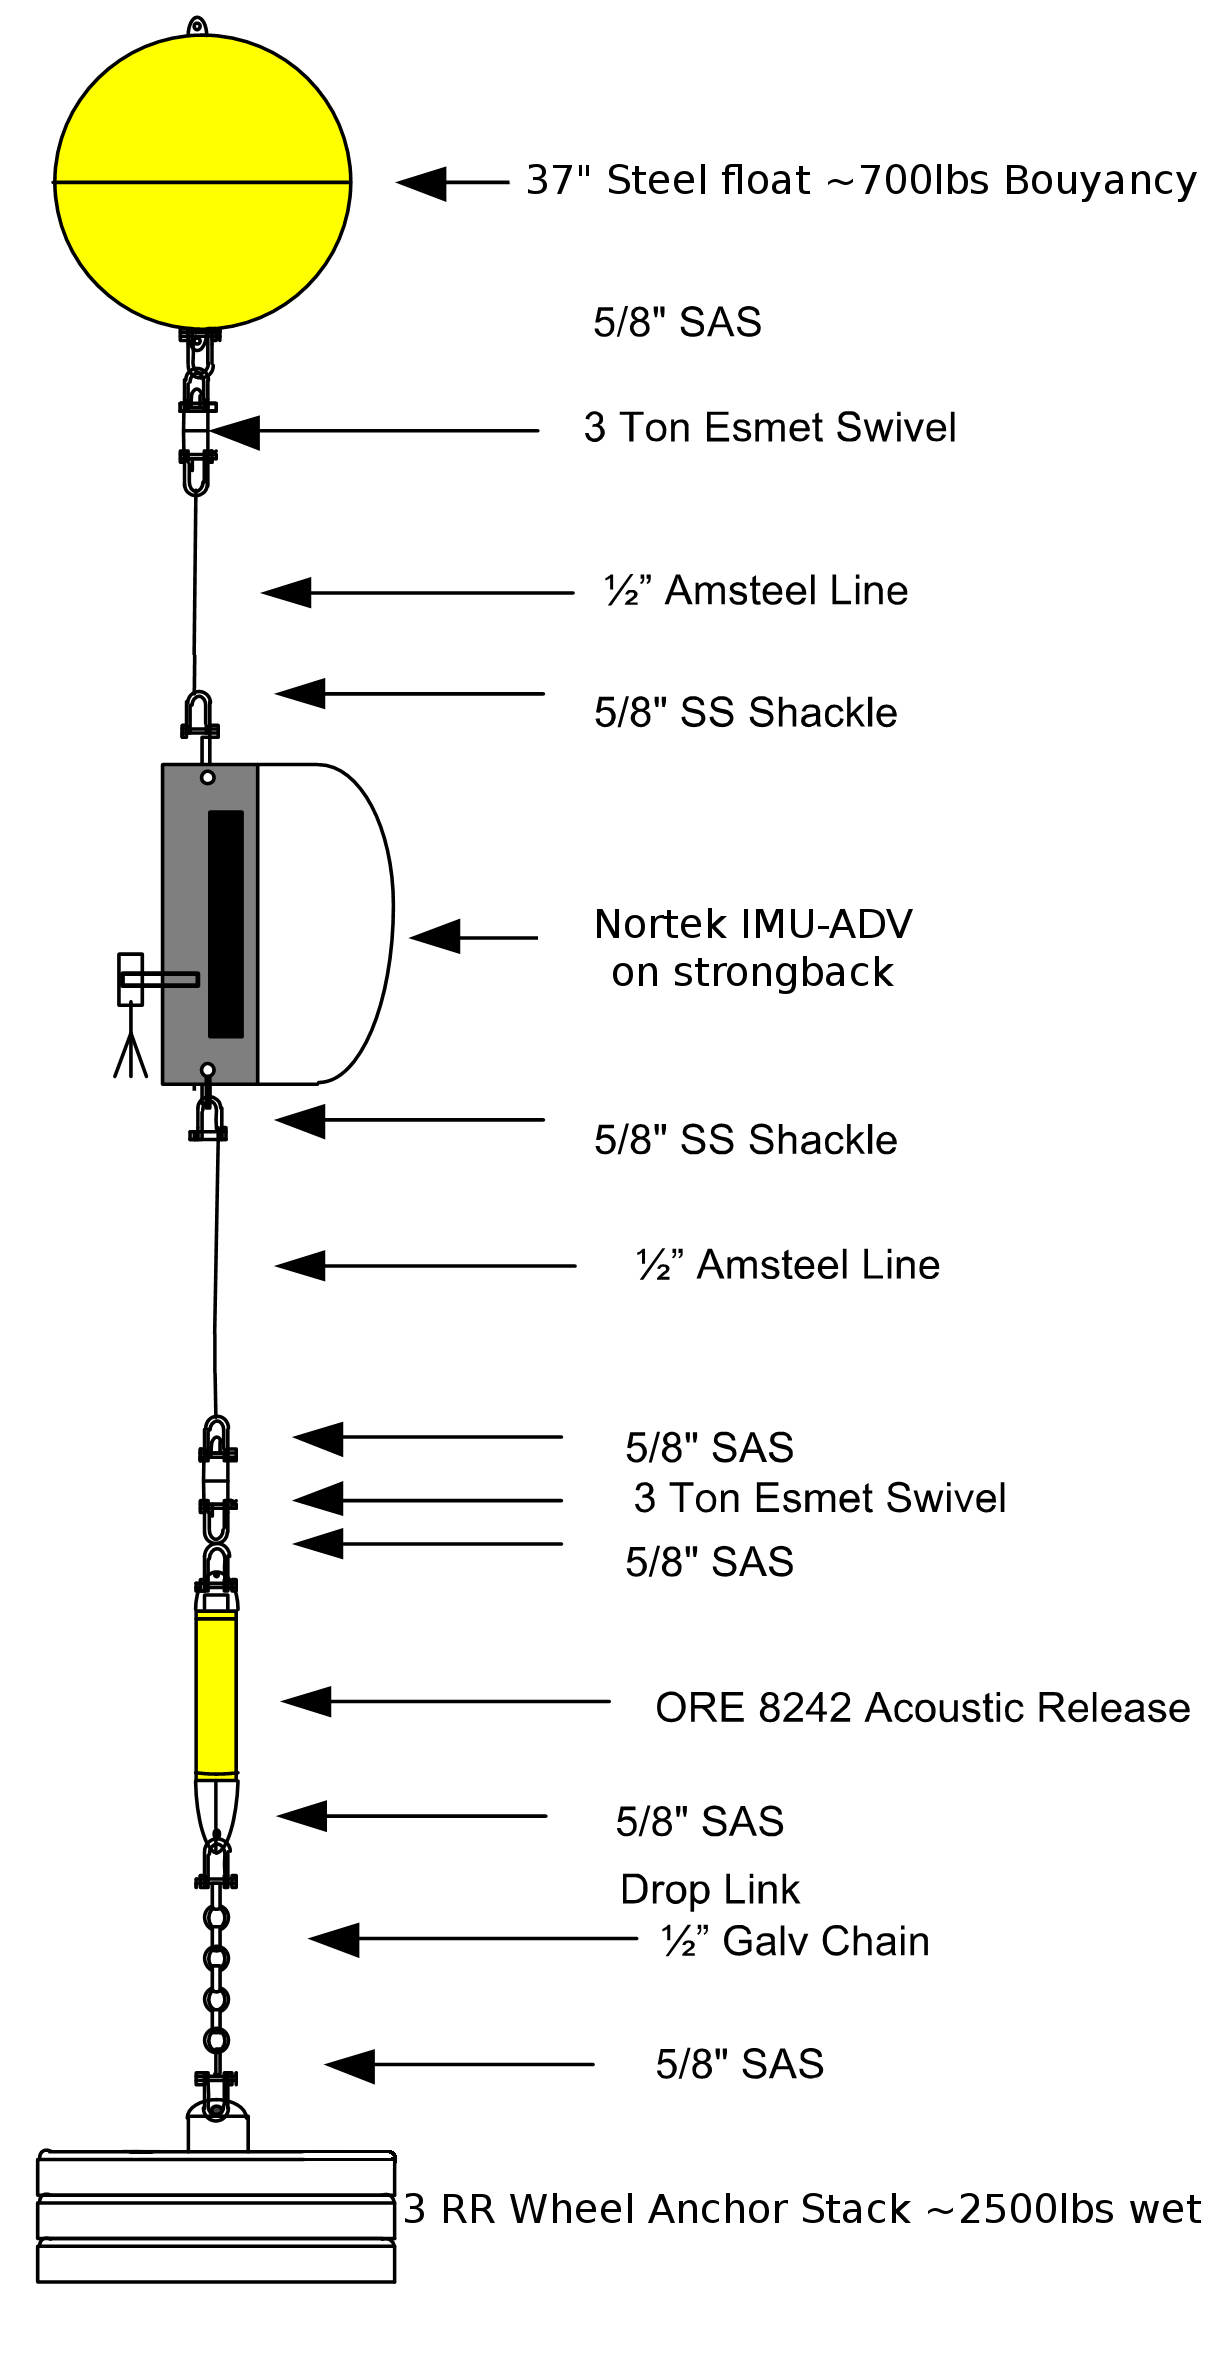 37" Steel float ~700lbs Bouyancy
5/8" SAS
3 Ton Esmet Swivel
½” Amsteel Line
5/8" SS Shackle
Nortek IMU-ADV
on strongback
5/8" SS Shackle
½” Amsteel Line
5/8" SAS
3 Ton Esmet Swivel
5/8" SAS
ORE 8242 Acoustic Release
5/8" SAS
Drop Link
½” Galv Chain
5/8" SAS
3 RR Wheel Anchor Stack ~2500lbs wet